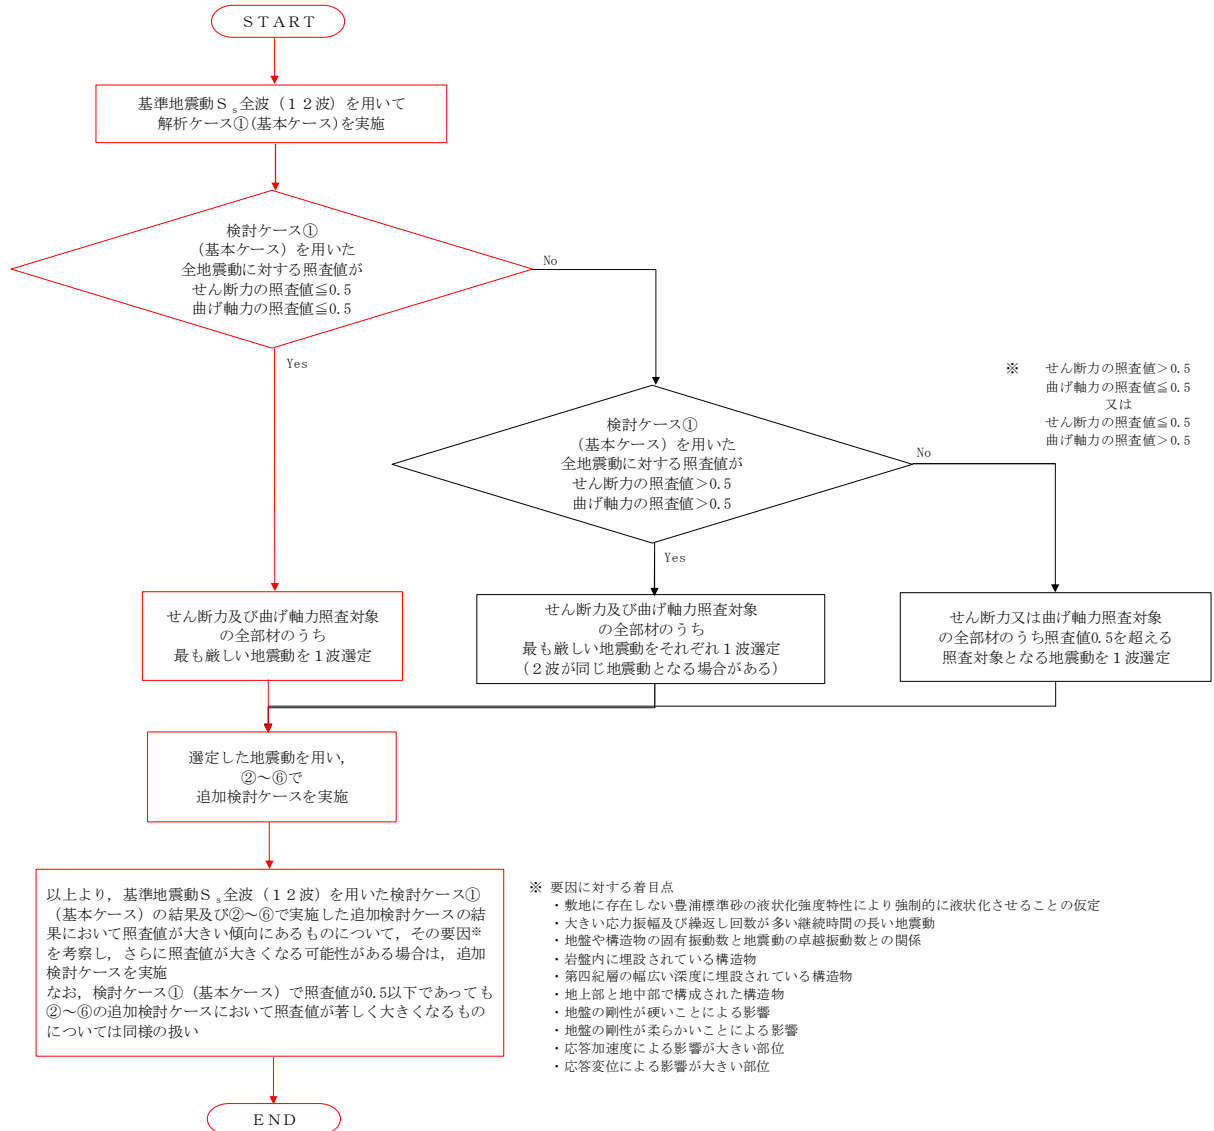 ＳＴＡＲＴ
基準地震動Ｓｓ全波（１２波）を用いて
解析ケース①(基本ケース)を実施
検討ケース①
（基本ケース）を用いた
全地震動に対する照査値が
せん断力の照査値≦0.5
曲げ軸力の照査値≦0.5
No
Yes
※　せん断力の照査値＞0.5
曲げ軸力の照査値≦0.5
又は
せん断力の照査値≦0.5
曲げ軸力の照査値＞0.5
検討ケース①
（基本ケース）を用いた
全地震動に対する照査値が
せん断力の照査値＞0.5
曲げ軸力の照査値＞0.5
No
Yes
せん断力及び曲げ軸力照査対象
の全部材のうち
最も厳しい地震動を１波選定
せん断力及び曲げ軸力照査対象
の全部材のうち
最も厳しい地震動をそれぞれ１波選定
（２波が同じ地震動となる場合がある）
せん断力又は曲げ軸力照査対象
の全部材のうち照査値0.5を超える
照査対象となる地震動を１波選定
選定した地震動を用い，
②～⑥で
追加検討ケースを実施
以上より，基準地震動Ｓｓ全波（１２波）を用いた検討ケース①
（基本ケース）の結果及び②～⑥で実施した追加検討ケースの結
果において照査値が大きい傾向にあるものについて，その要因※
を考察し，さらに照査値が大きくなる可能性がある場合は，追加
検討ケースを実施
なお，検討ケース①（基本ケース）で照査値が0.5以下であっても
②～⑥の追加検討ケースにおいて照査値が著しく大きくなるもの
については同様の扱い
※ 要因に対する着目点
・敷地に存在しない豊浦標準砂の液状化強度特性により強制的に液状化させることの仮定
・大きい応力振幅及び繰返し回数が多い継続時間の長い地震動
・地盤や構造物の固有振動数と地震動の卓越振動数との関係
・岩盤内に埋設されている構造物
・第四紀層の幅広い深度に埋設されている構造物
・地上部と地中部で構成された構造物
・地盤の剛性が硬いことによる影響
・地盤の剛性が柔らかいことによる影響
・応答加速度による影響が大きい部位
・応答変位による影響が大きい部位
ＥＮＤ